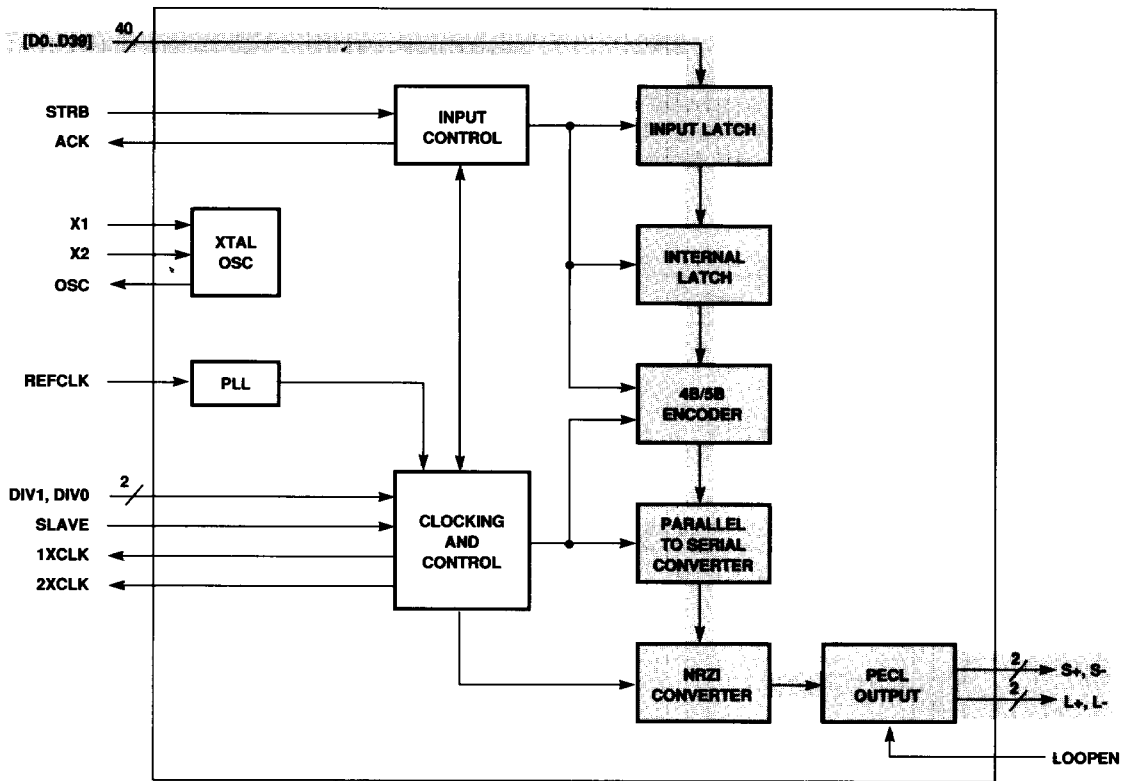 [D0..D39]
40
STRB
ACK
INPUT
CONTROL
INPUT LATCH
X1
X2
OSC
XTAL
OSC
INTERNAL
LATCH
REFCLK
PLL
4B/5B
ENCODER
DIV1, DIV0
2
SLAVE
1XCLK
2XCLK
CLOCKING
AND
CONTROL
PARALLEL
TO SERIAL
CONVERTER
NRZI
CONVERTER
PECL
OUTPUT
2
S+, S-
2
L+, L-
LOOPEN